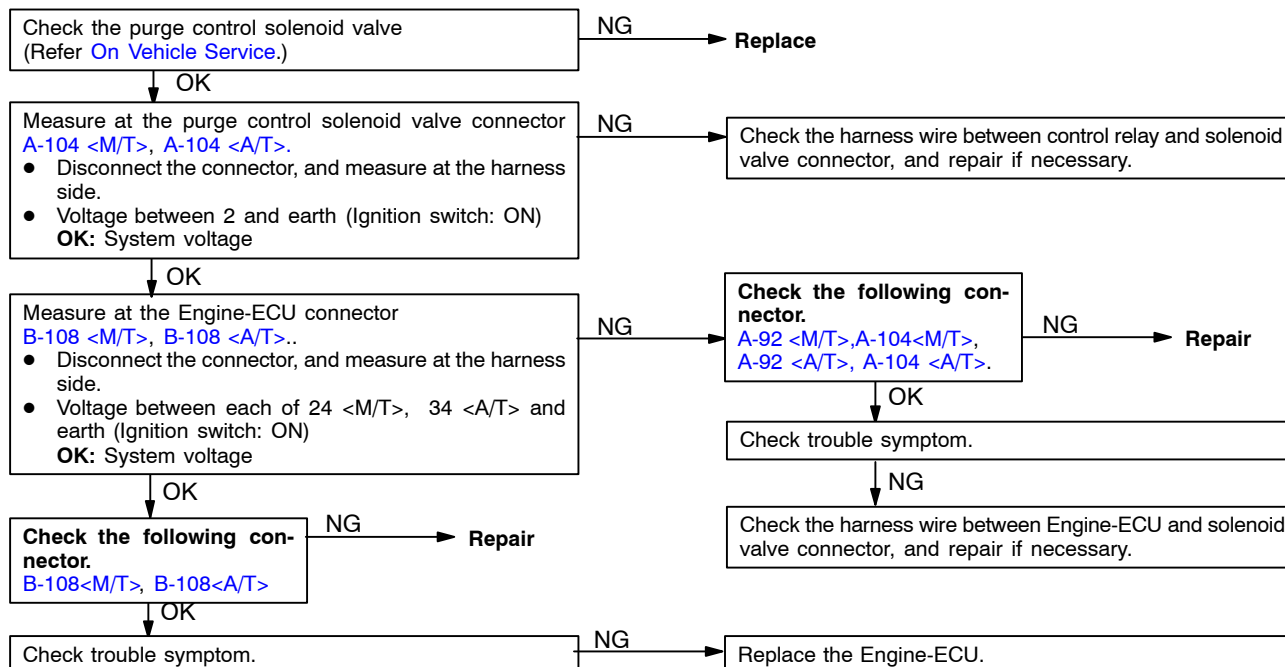 Check the purge control solenoid valve
(Refer On Vehicle Service.)
NG
Replace
OK
Measure at the purge control solenoid valve connector
A-104 <M/T>, A-104 <A/T>.
● Disconnect the connector, and measure at the harness
side.
● Voltage between 2 and earth (Ignition switch: ON)
OK: System voltage
NG
Check the harness wire between control relay and solenoid
valve connector, and repair if necessary.
OK
Measure at the Engine-ECU connector
B-108 <M/T>, B-108 <A/T>..
● Disconnect the connector, and measure at the harness
side.
● Voltage between each of 24 <M/T>, 34 <A/T> and
earth (Ignition switch: ON)
OK: System voltage
NG
Check the following con-
nector.
A-92 <M/T>,A-104<M/T>,
A-92 <A/T>, A-104 <A/T>.
NG
Repair
OK
Check trouble symptom.
NG
Check the harness wire between Engine-ECU and solenoid
valve connector, and repair if necessary.
OK
Check the following con-
nector.
B-108<M/T>, B-108<A/T>
NG
Repair
OK
Check trouble symptom.
NG
Replace the Engine-ECU.